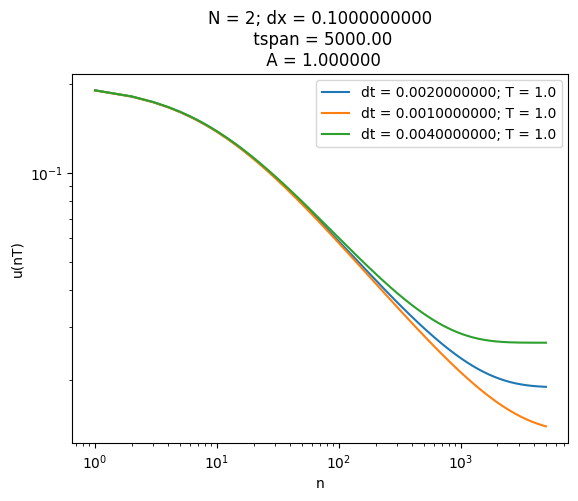 N = 2; dx = 0.1000000000
tspan = 5000.00
A = 1.000000
dt = 0.0020000000; T = 1.0
dt = 0.0010000000; T = 1.0
dt = 0.0040000000; T = 1.0
10⁻¹
u(nT)
10⁰ 10¹ 10² 10³
n